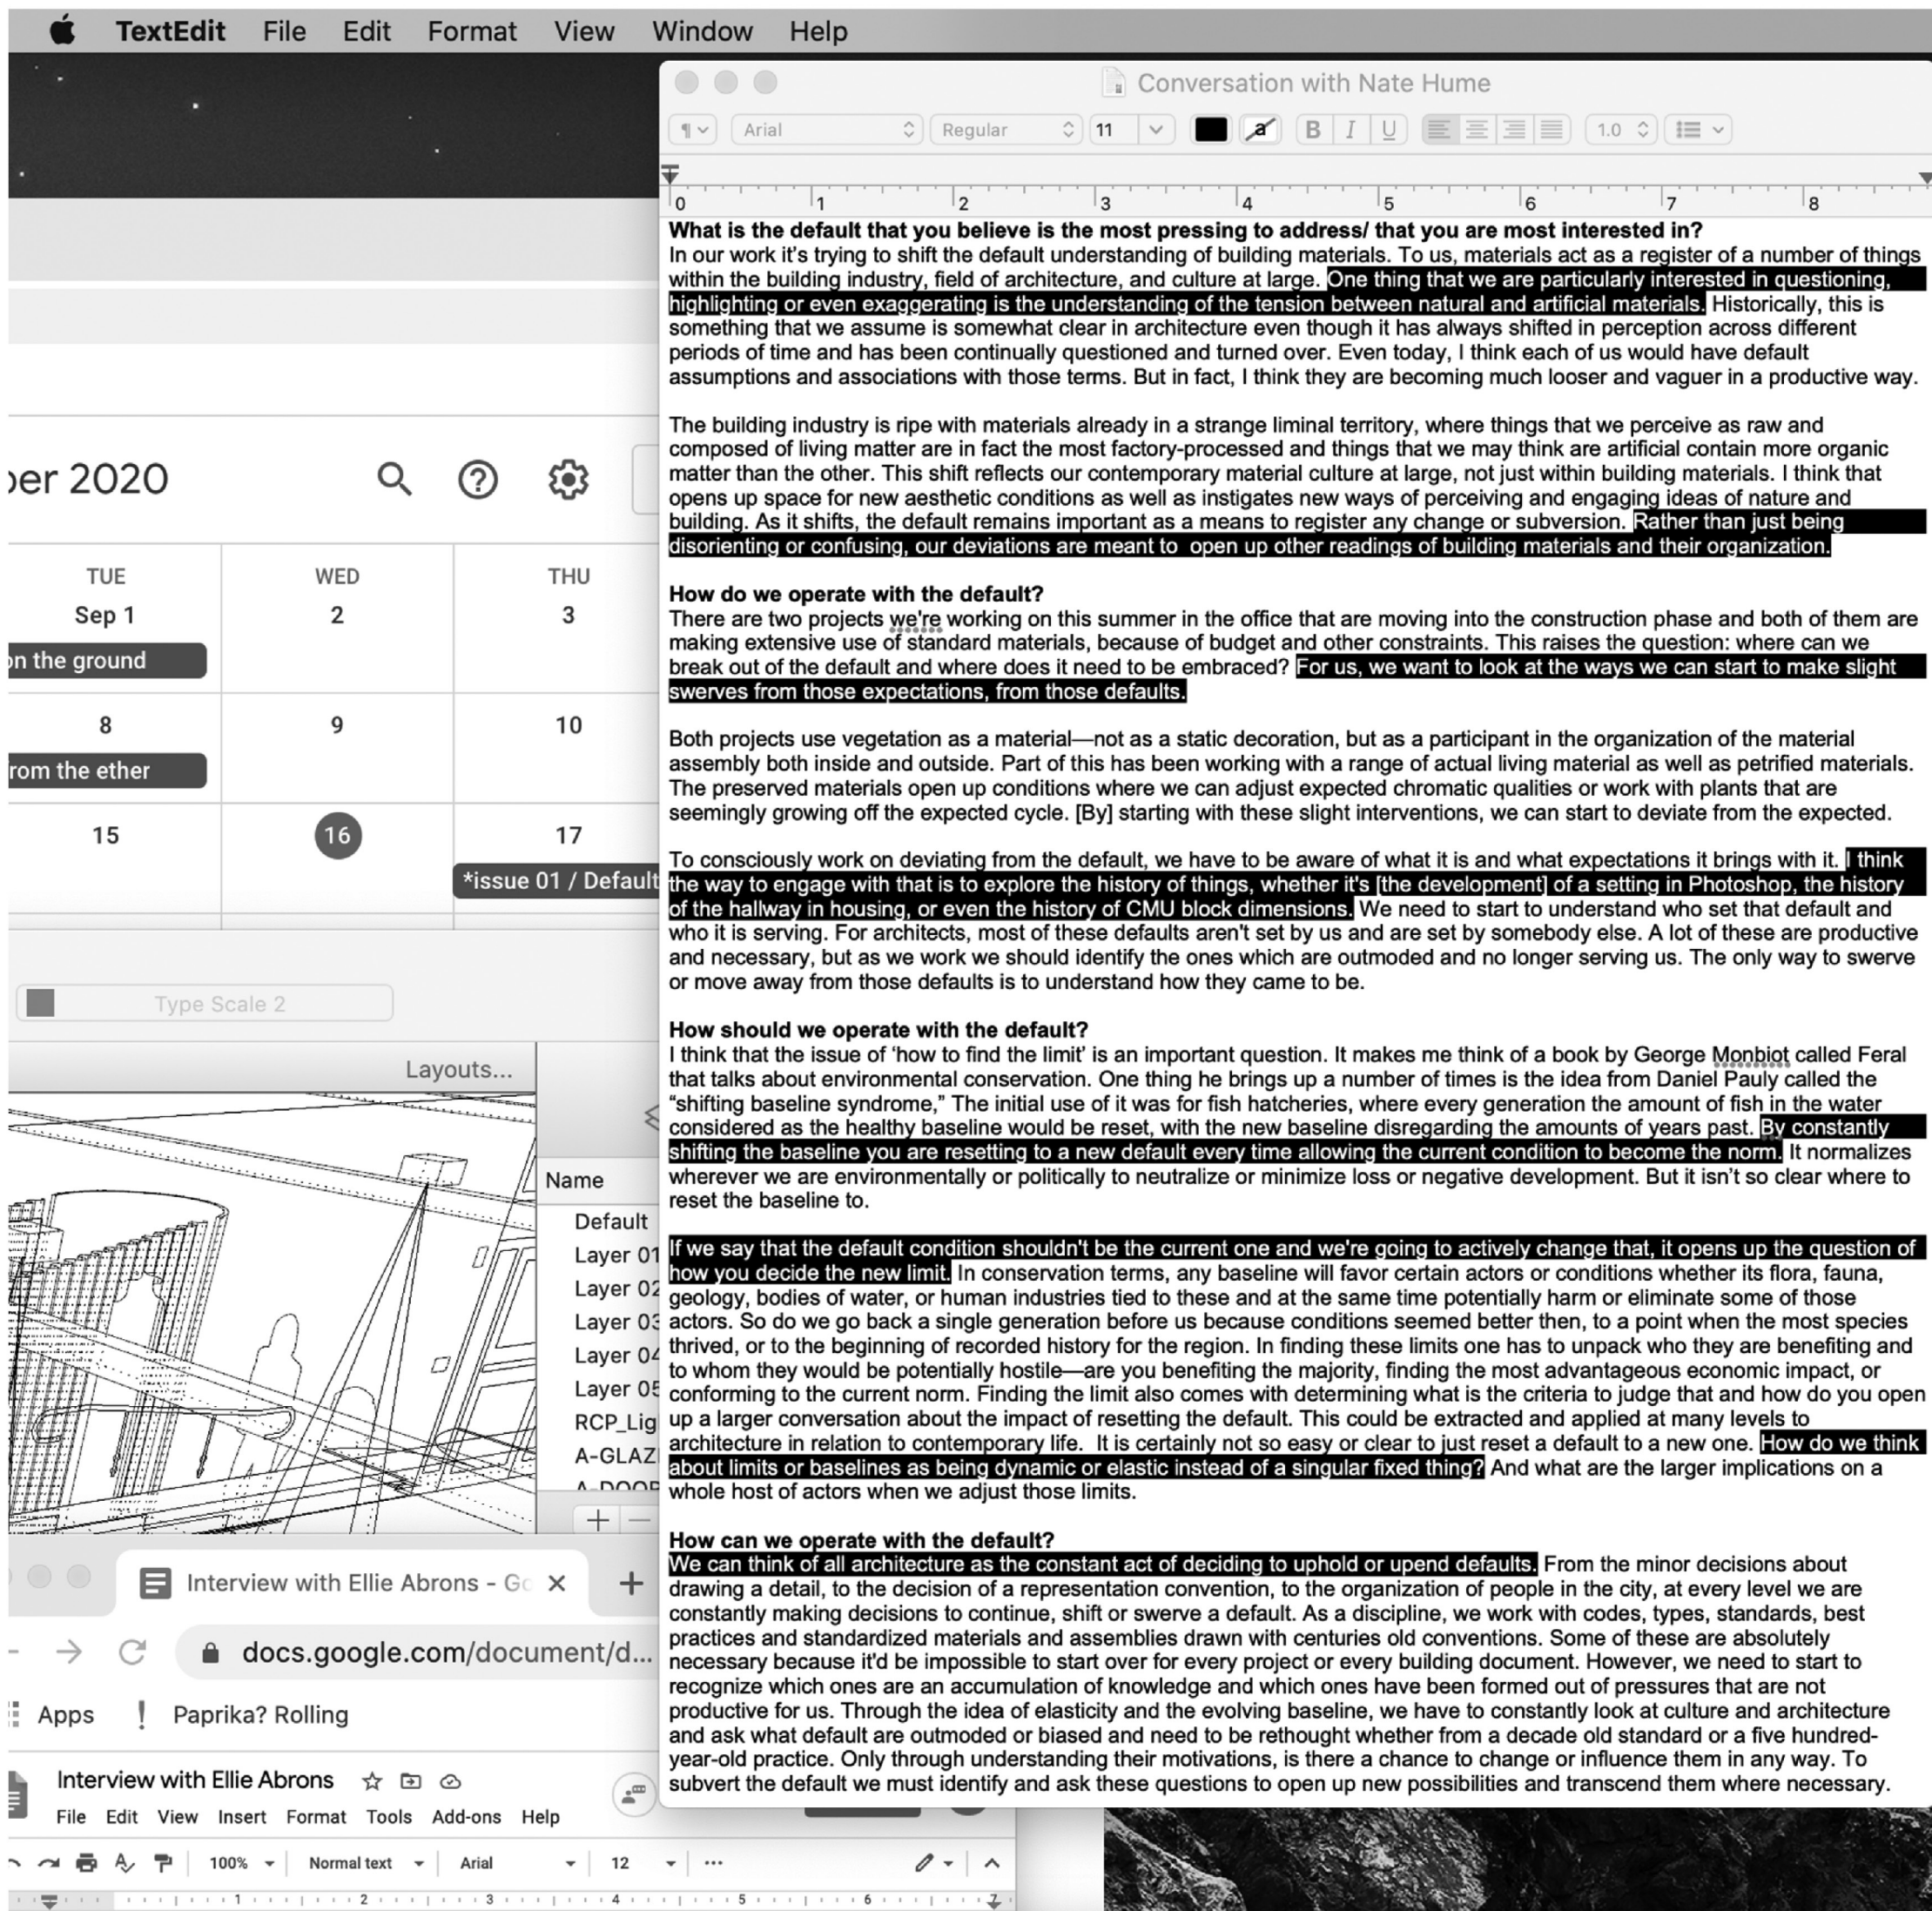 TextEdit File Edit Format View Window Help
Conversation with Nate Hume
Arial Regular 11 a B I U 1.0
0 1 2 3 4 5 6 7 8
What is the default that you believe is the most pressing to address/ that you are most interested in?
In our work it's trying to shift the default understanding of building materials. To us, materials act as a register of a number of things
within the building industry, field of architecture, and culture at large. One thing that we are particularly interested in questioning,
highlighting or even exaggerating is the understanding of the tension between natural and artificial materials. Historically, this is
something that we assume is somewhat clear in architecture even though it has always shifted in perception across different
periods of time and has been continually questioned and turned over. Even today, I think each of us would have default
assumptions and associations with those terms. But in fact, I think they are becoming much looser and vaguer in a productive way.
The building industry is ripe with materials already in a strange liminal territory, where things that we perceive as raw and
composed of living matter are in fact the most factory-processed and things that we may think are artificial contain more organic
matter than the other. This shift reflects our contemporary material culture at large, not just within building materials. I think that
opens up space for new aesthetic conditions as well as instigates new ways of perceiving and engaging ideas of nature and
building. As it shifts, the default remains important as a means to register any change or subversion. Rather than just being
disorienting or confusing, our deviations are meant to  open up other readings of building materials and their organization.
How do we operate with the default?
There are two projects we're working on this summer in the office that are moving into the construction phase and both of them are
making extensive use of standard materials, because of budget and other constraints. This raises the question: where can we
break out of the default and where does it need to be embraced? For us, we want to look at the ways we can start to make slight
swerves from those expectations, from those defaults.
Both projects use vegetation as a material—not as a static decoration, but as a participant in the organization of the material
assembly both inside and outside. Part of this has been working with a range of actual living material as well as petrified materials.
The preserved materials open up conditions where we can adjust expected chromatic qualities or work with plants that are
seemingly growing off the expected cycle. [By] starting with these slight interventions, we can start to deviate from the expected.
To consciously work on deviating from the default, we have to be aware of what it is and what expectations it brings with it. I think
the way to engage with that is to explore the history of things, whether it's [the development] of a setting in Photoshop, the history
of the hallway in housing, or even the history of CMU block dimensions. We need to start to understand who set that default and
who it is serving. For architects, most of these defaults aren't set by us and are set by somebody else. A lot of these are productive
and necessary, but as we work we should identify the ones which are outmoded and no longer serving us. The only way to swerve
or move away from those defaults is to understand how they came to be.
How should we operate with the default?
I think that the issue of 'how to find the limit' is an important question. It makes me think of a book by George Monbiot called Feral
that talks about environmental conservation. One thing he brings up a number of times is the idea from Daniel Pauly called the
“shifting baseline syndrome,” The initial use of it was for fish hatcheries, where every generation the amount of fish in the water
considered as the healthy baseline would be reset, with the new baseline disregarding the amounts of years past. By constantly
shifting the baseline you are resetting to a new default every time allowing the current condition to become the norm. It normalizes
wherever we are environmentally or politically to neutralize or minimize loss or negative development. But it isn't so clear where to
reset the baseline to.
If we say that the default condition shouldn't be the current one and we're going to actively change that, it opens up the question of
how you decide the new limit. In conservation terms, any baseline will favor certain actors or conditions whether its flora, fauna,
geology, bodies of water, or human industries tied to these and at the same time potentially harm or eliminate some of those
actors. So do we go back a single generation before us because conditions seemed better then, to a point when the most species
thrived, or to the beginning of recorded history for the region. In finding these limits one has to unpack who they are benefiting and
to whom they would be potentially hostile—are you benefiting the majority, finding the most advantageous economic impact, or
conforming to the current norm. Finding the limit also comes with determining what is the criteria to judge that and how do you open
up a larger conversation about the impact of resetting the default. This could be extracted and applied at many levels to
architecture in relation to contemporary life.  It is certainly not so easy or clear to just reset a default to a new one. How do we think
about limits or baselines as being dynamic or elastic instead of a singular fixed thing? And what are the larger implications on a
whole host of actors when we adjust those limits.
How can we operate with the default?
We can think of all architecture as the constant act of deciding to uphold or upend defaults. From the minor decisions about
drawing a detail, to the decision of a representation convention, to the organization of people in the city, at every level we are
constantly making decisions to continue, shift or swerve a default. As a discipline, we work with codes, types, standards, best
practices and standardized materials and assemblies drawn with centuries old conventions. Some of these are absolutely
necessary because it'd be impossible to start over for every project or every building document. However, we need to start to
recognize which ones are an accumulation of knowledge and which ones have been formed out of pressures that are not
productive for us. Through the idea of elasticity and the evolving baseline, we have to constantly look at culture and architecture
and ask what default are outmoded or biased and need to be rethought whether from a decade old standard or a five hundred-
year-old practice. Only through understanding their motivations, is there a chance to change or influence them in any way. To
subvert the default we must identify and ask these questions to open up new possibilities and transcend them where necessary.
ber 2020
TUE WED THU
Sep 1 2 3
on the ground
8 9 10
rom the ether
15 16 17
*issue 01 / Default
Type Scale 2
Layouts...
Name
Default
Layer 01
Layer 02
Layer 03
Layer 04
Layer 05
RCP_Lig
A-GLAZ
A-DOOR
Interview with Ellie Abrons - Go
docs.google.com/document/d...
Apps Paprika? Rolling
Interview with Ellie Abrons
File Edit View Insert Format Tools Add-ons Help
100% Normal text Arial 12
1 2 3 4 5 6 7